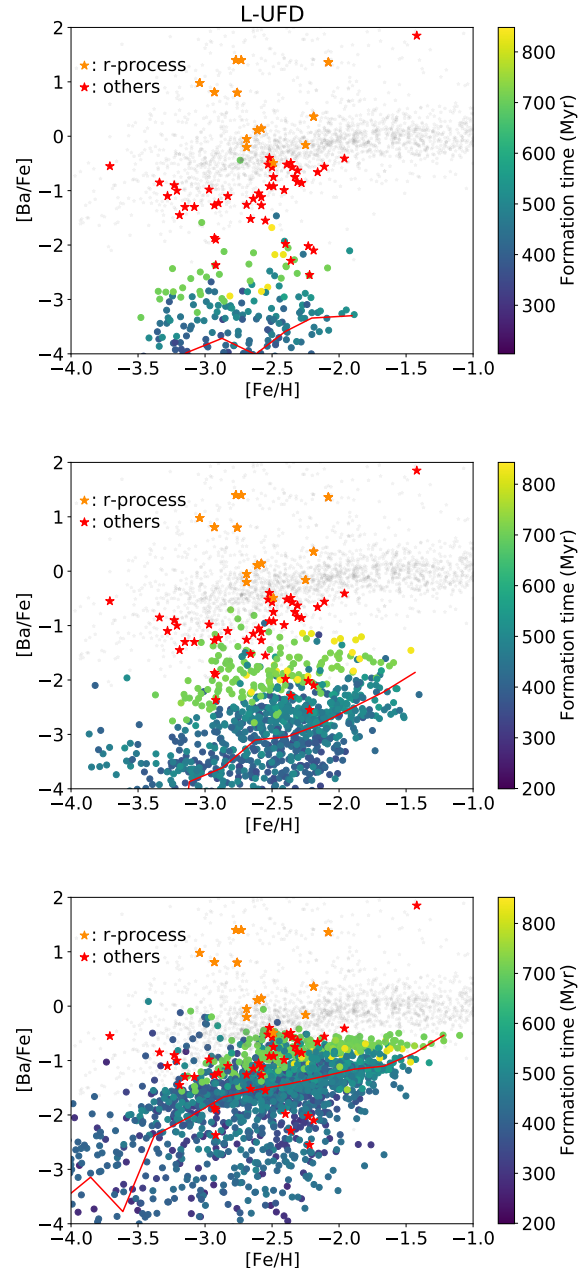 L-UFD
2
1
0
−1
−2
−3
−4
[Ba/Fe]
★: r-process
★: others
−4.0 −3.5 −3.0 −2.5 −2.0 −1.5 −1.0
[Fe/H]
800
700
600
500
400
300
Formation time (Myr)
2
1
0
−1
−2
−3
−4
[Ba/Fe]
★: r-process
★: others
−4.0 −3.5 −3.0 −2.5 −2.0 −1.5 −1.0
[Fe/H]
800
700
600
500
400
300
200
Formation time (Myr)
2
1
0
−1
−2
−3
−4
[Ba/Fe]
★: r-process
★: others
−4.0 −3.5 −3.0 −2.5 −2.0 −1.5 −1.0
[Fe/H]
800
700
600
500
400
300
200
Formation time (Myr)